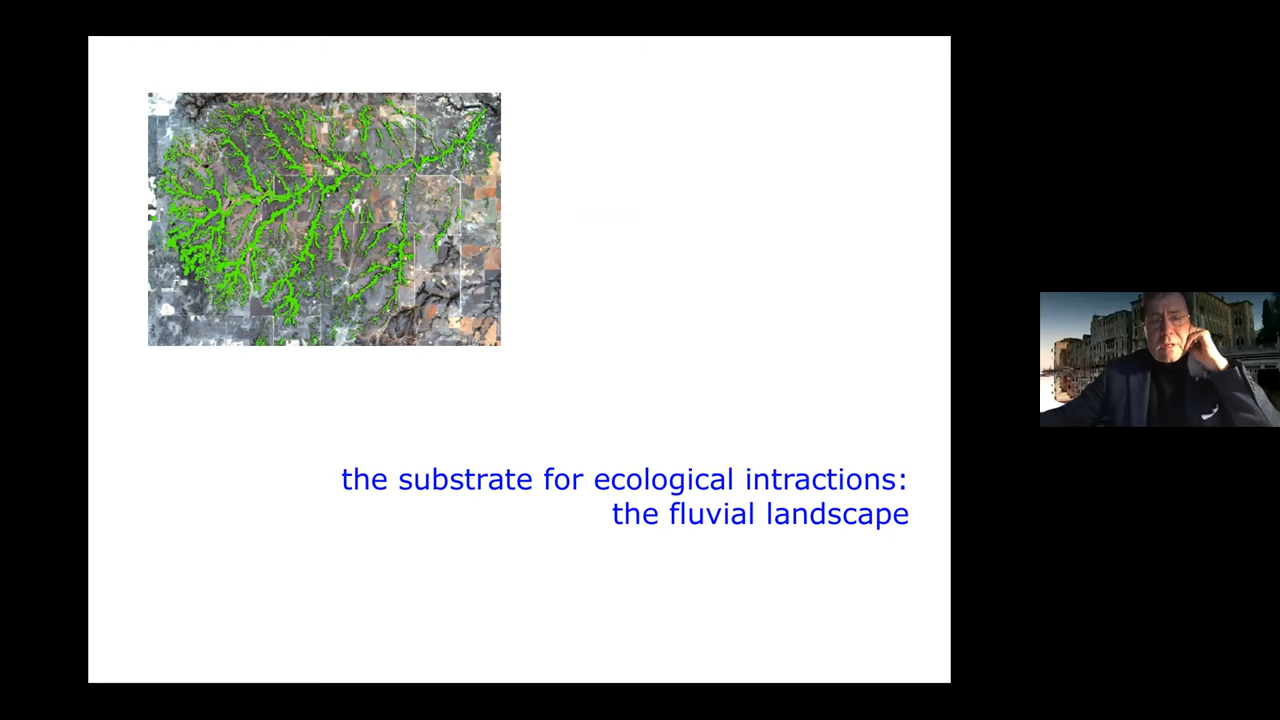 the substrate for ecological intractions:
the fluvial landscape